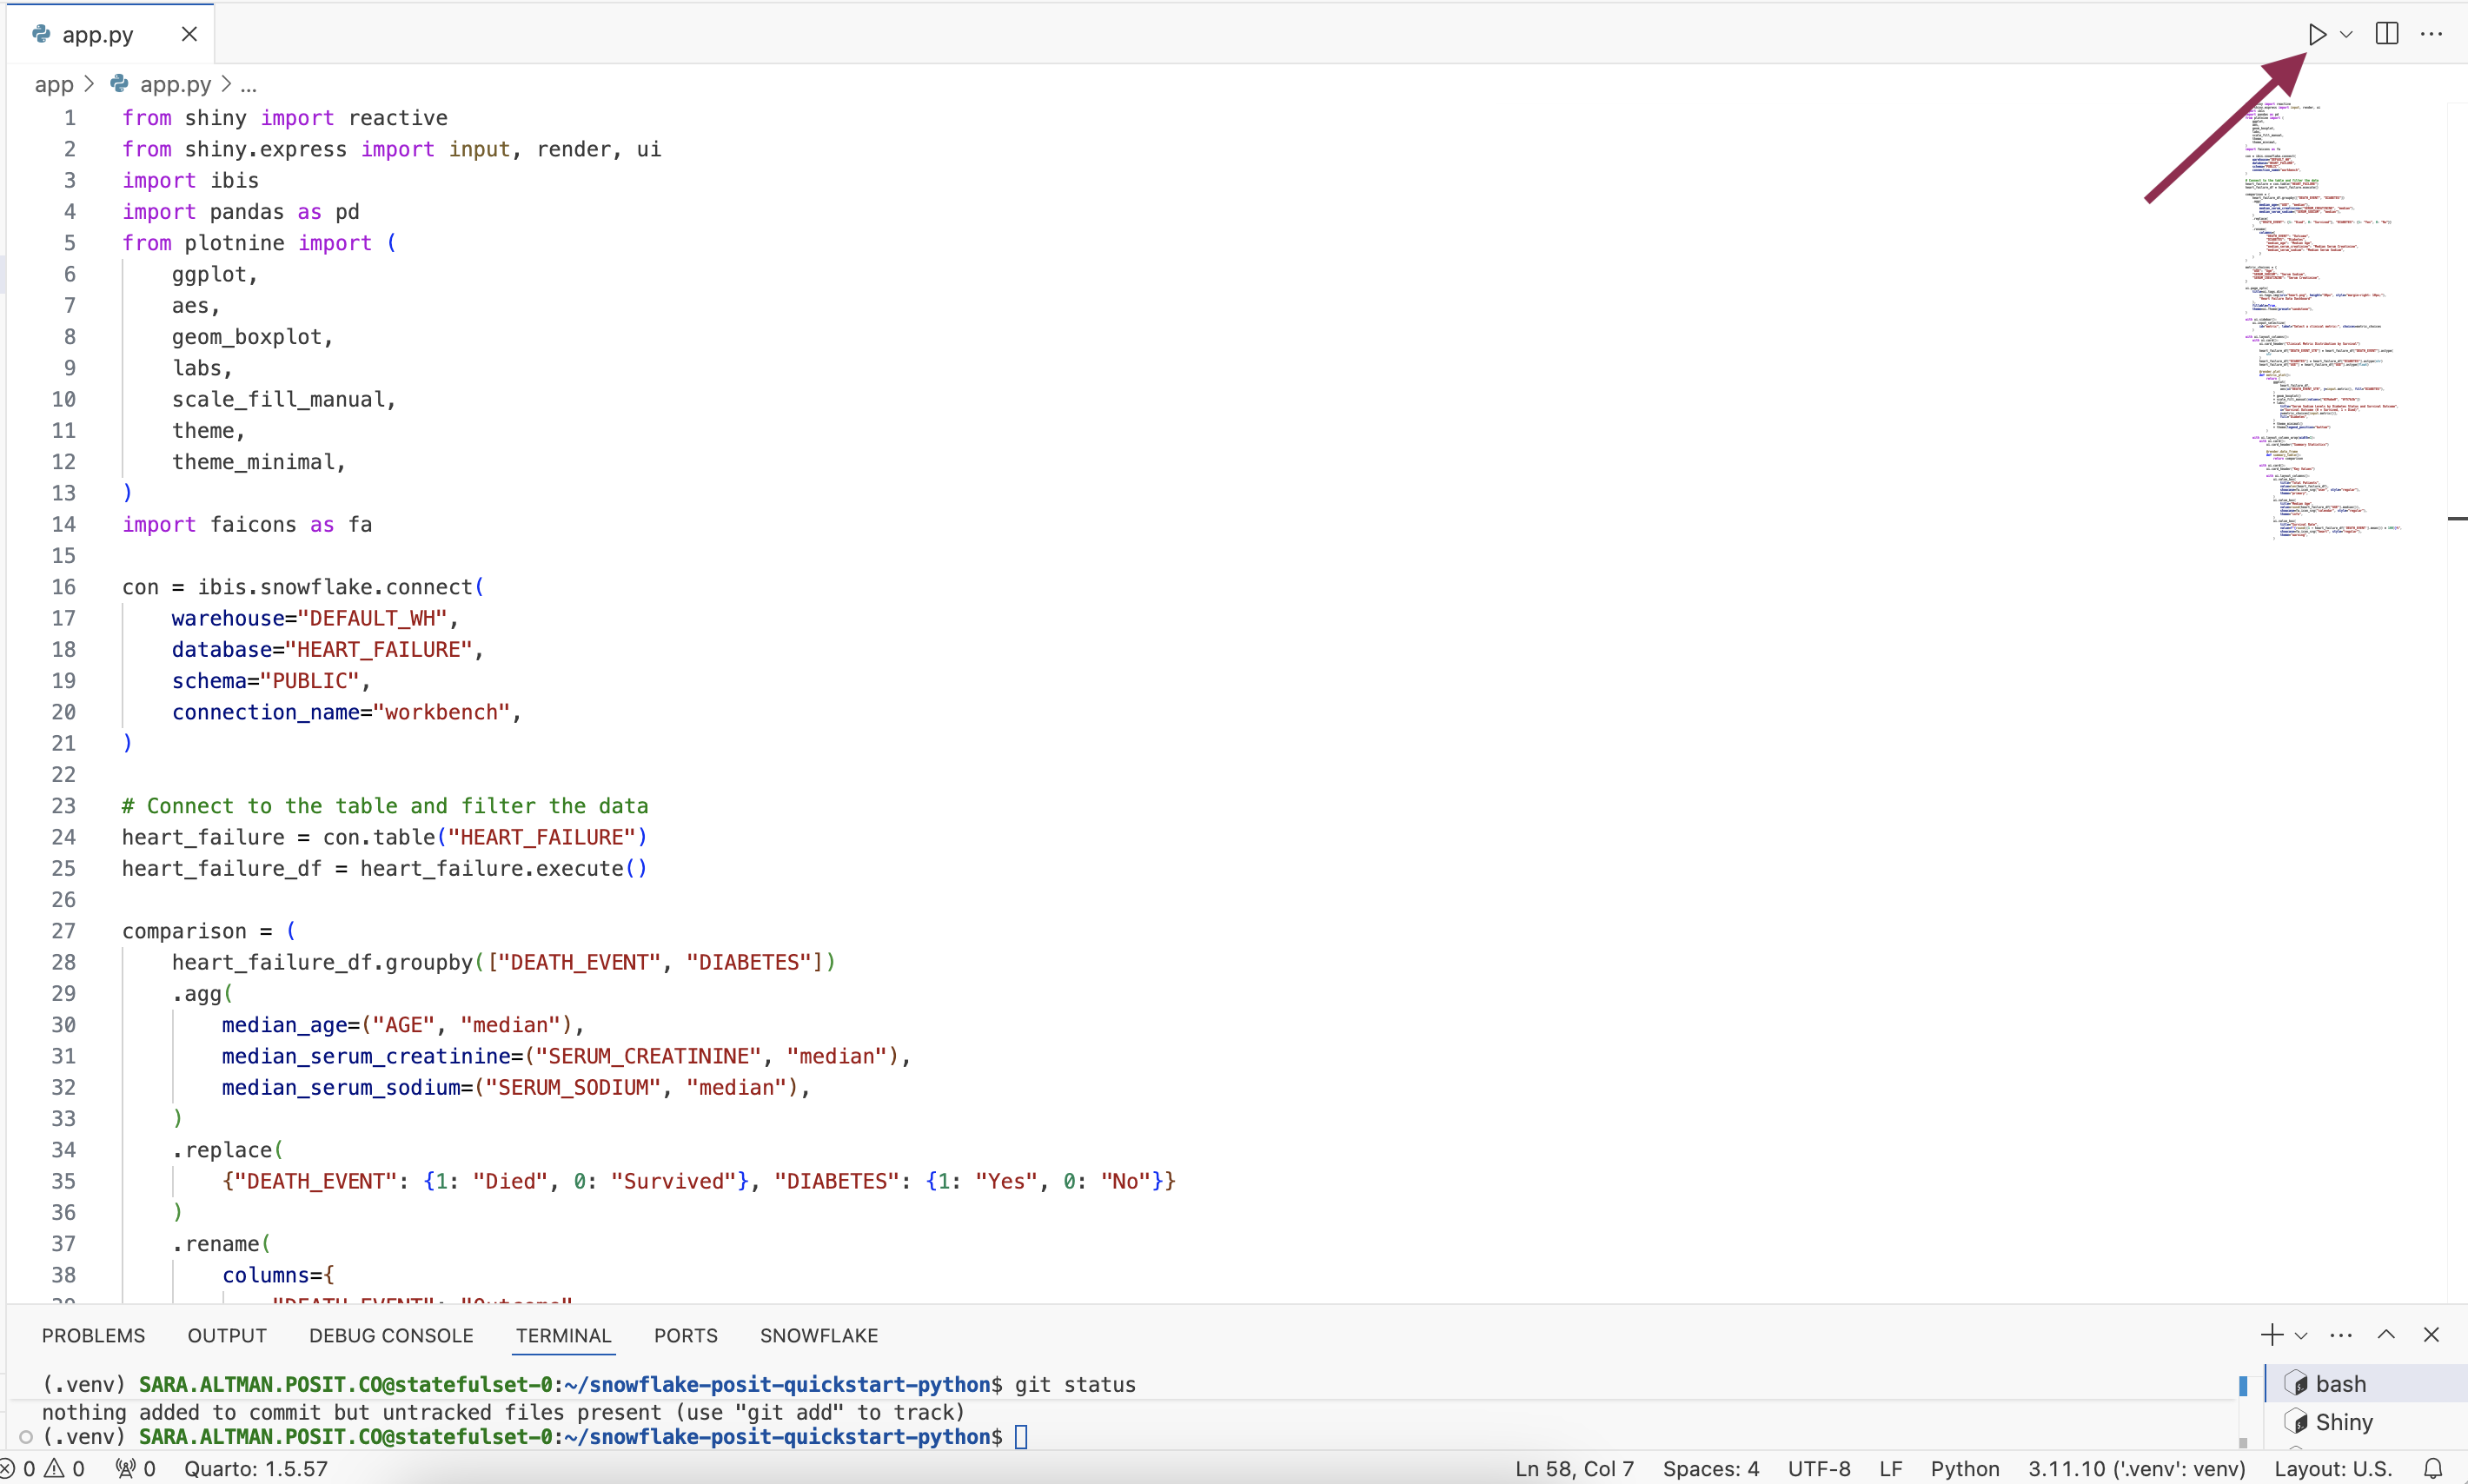 app.py
app > app.py > ...
1 from shiny import reactive
2 from shiny.express import input, render, ui
3 import ibis
4 import pandas as pd
5 from plotnine import (
6     ggplot,
7     aes,
8     geom_boxplot,
9     labs,
10     scale_fill_manual,
11     theme,
12     theme_minimal,
13 )
14 import faicons as fa
15
16 con = ibis.snowflake.connect(
17     warehouse="DEFAULT_WH",
18     database="HEART_FAILURE",
19     schema="PUBLIC",
20     connection_name="workbench",
21 )
22
23 # Connect to the table and filter the data
24 heart_failure = con.table("HEART_FAILURE")
25 heart_failure_df = heart_failure.execute()
26
27 comparison = (
28     heart_failure_df.groupby(["DEATH_EVENT", "DIABETES"])
29     .agg(
30         median_age=("AGE", "median"),
31         median_serum_creatinine=("SERUM_CREATININE", "median"),
32         median_serum_sodium=("SERUM_SODIUM", "median"),
33     )
34     .replace(
35         {"DEATH_EVENT": {1: "Died", 0: "Survived"}, "DIABETES": {1: "Yes", 0: "No"}}
36     )
37     .rename(
38         columns={
39             "DEATH_EVENT": "Outcome"
PROBLEMS OUTPUT DEBUG CONSOLE TERMINAL PORTS SNOWFLAKE
(.venv) SARA.ALTMAN.POSIT.CO@statefulset-0:~/snowflake-posit-quickstart-python$ git status
nothing added to commit but untracked files present (use "git add" to track)
(.venv) SARA.ALTMAN.POSIT.CO@statefulset-0:~/snowflake-posit-quickstart-python$
bash
Shiny
0 0 0 Quarto: 1.5.57 Ln 58, Col 7 Spaces: 4 UTF-8 LF Python 3.11.10 ('.venv': venv) Layout: U.S.